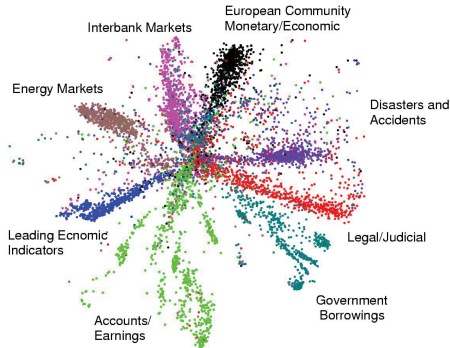 European Community
Monetary/Economic
Interbank Markets
Energy Markets
Disasters and
Accidents
Leading Ecnomic
Indicators
Legal/Judicial
Government
Borrowings
Accounts/
Earnings